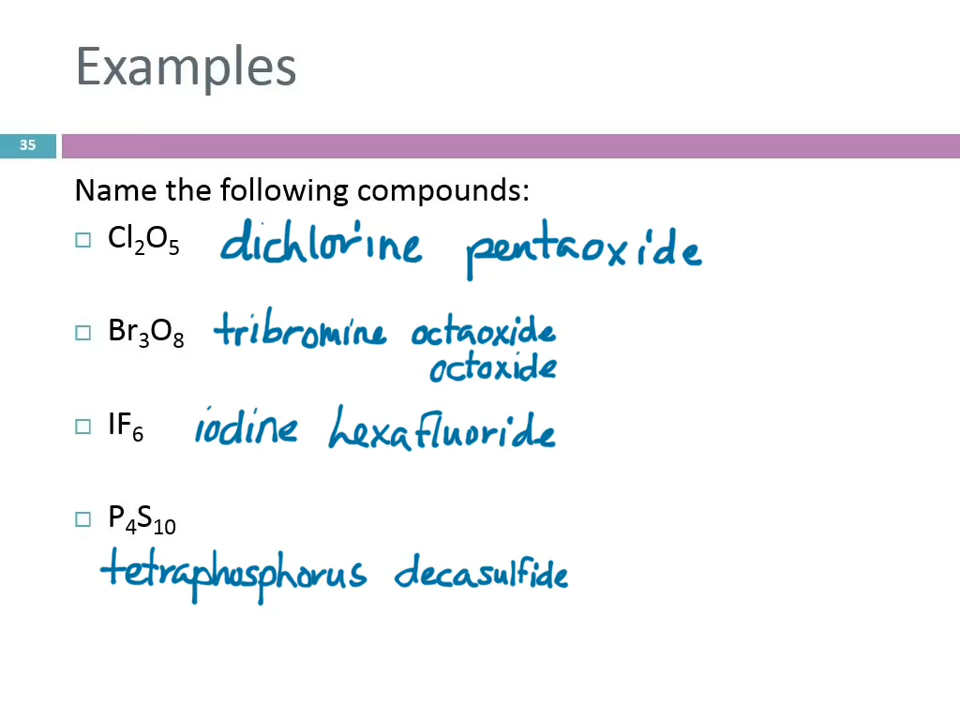 Examples
35
Name the following compounds:
Cl₂O₅ dichlorine pentaoxide
Br₃O₈ tribromine octaoxide
octoxide
IF₆ iodine hexafluoride
P₄S₁₀
tetraphosphorus decasulfide